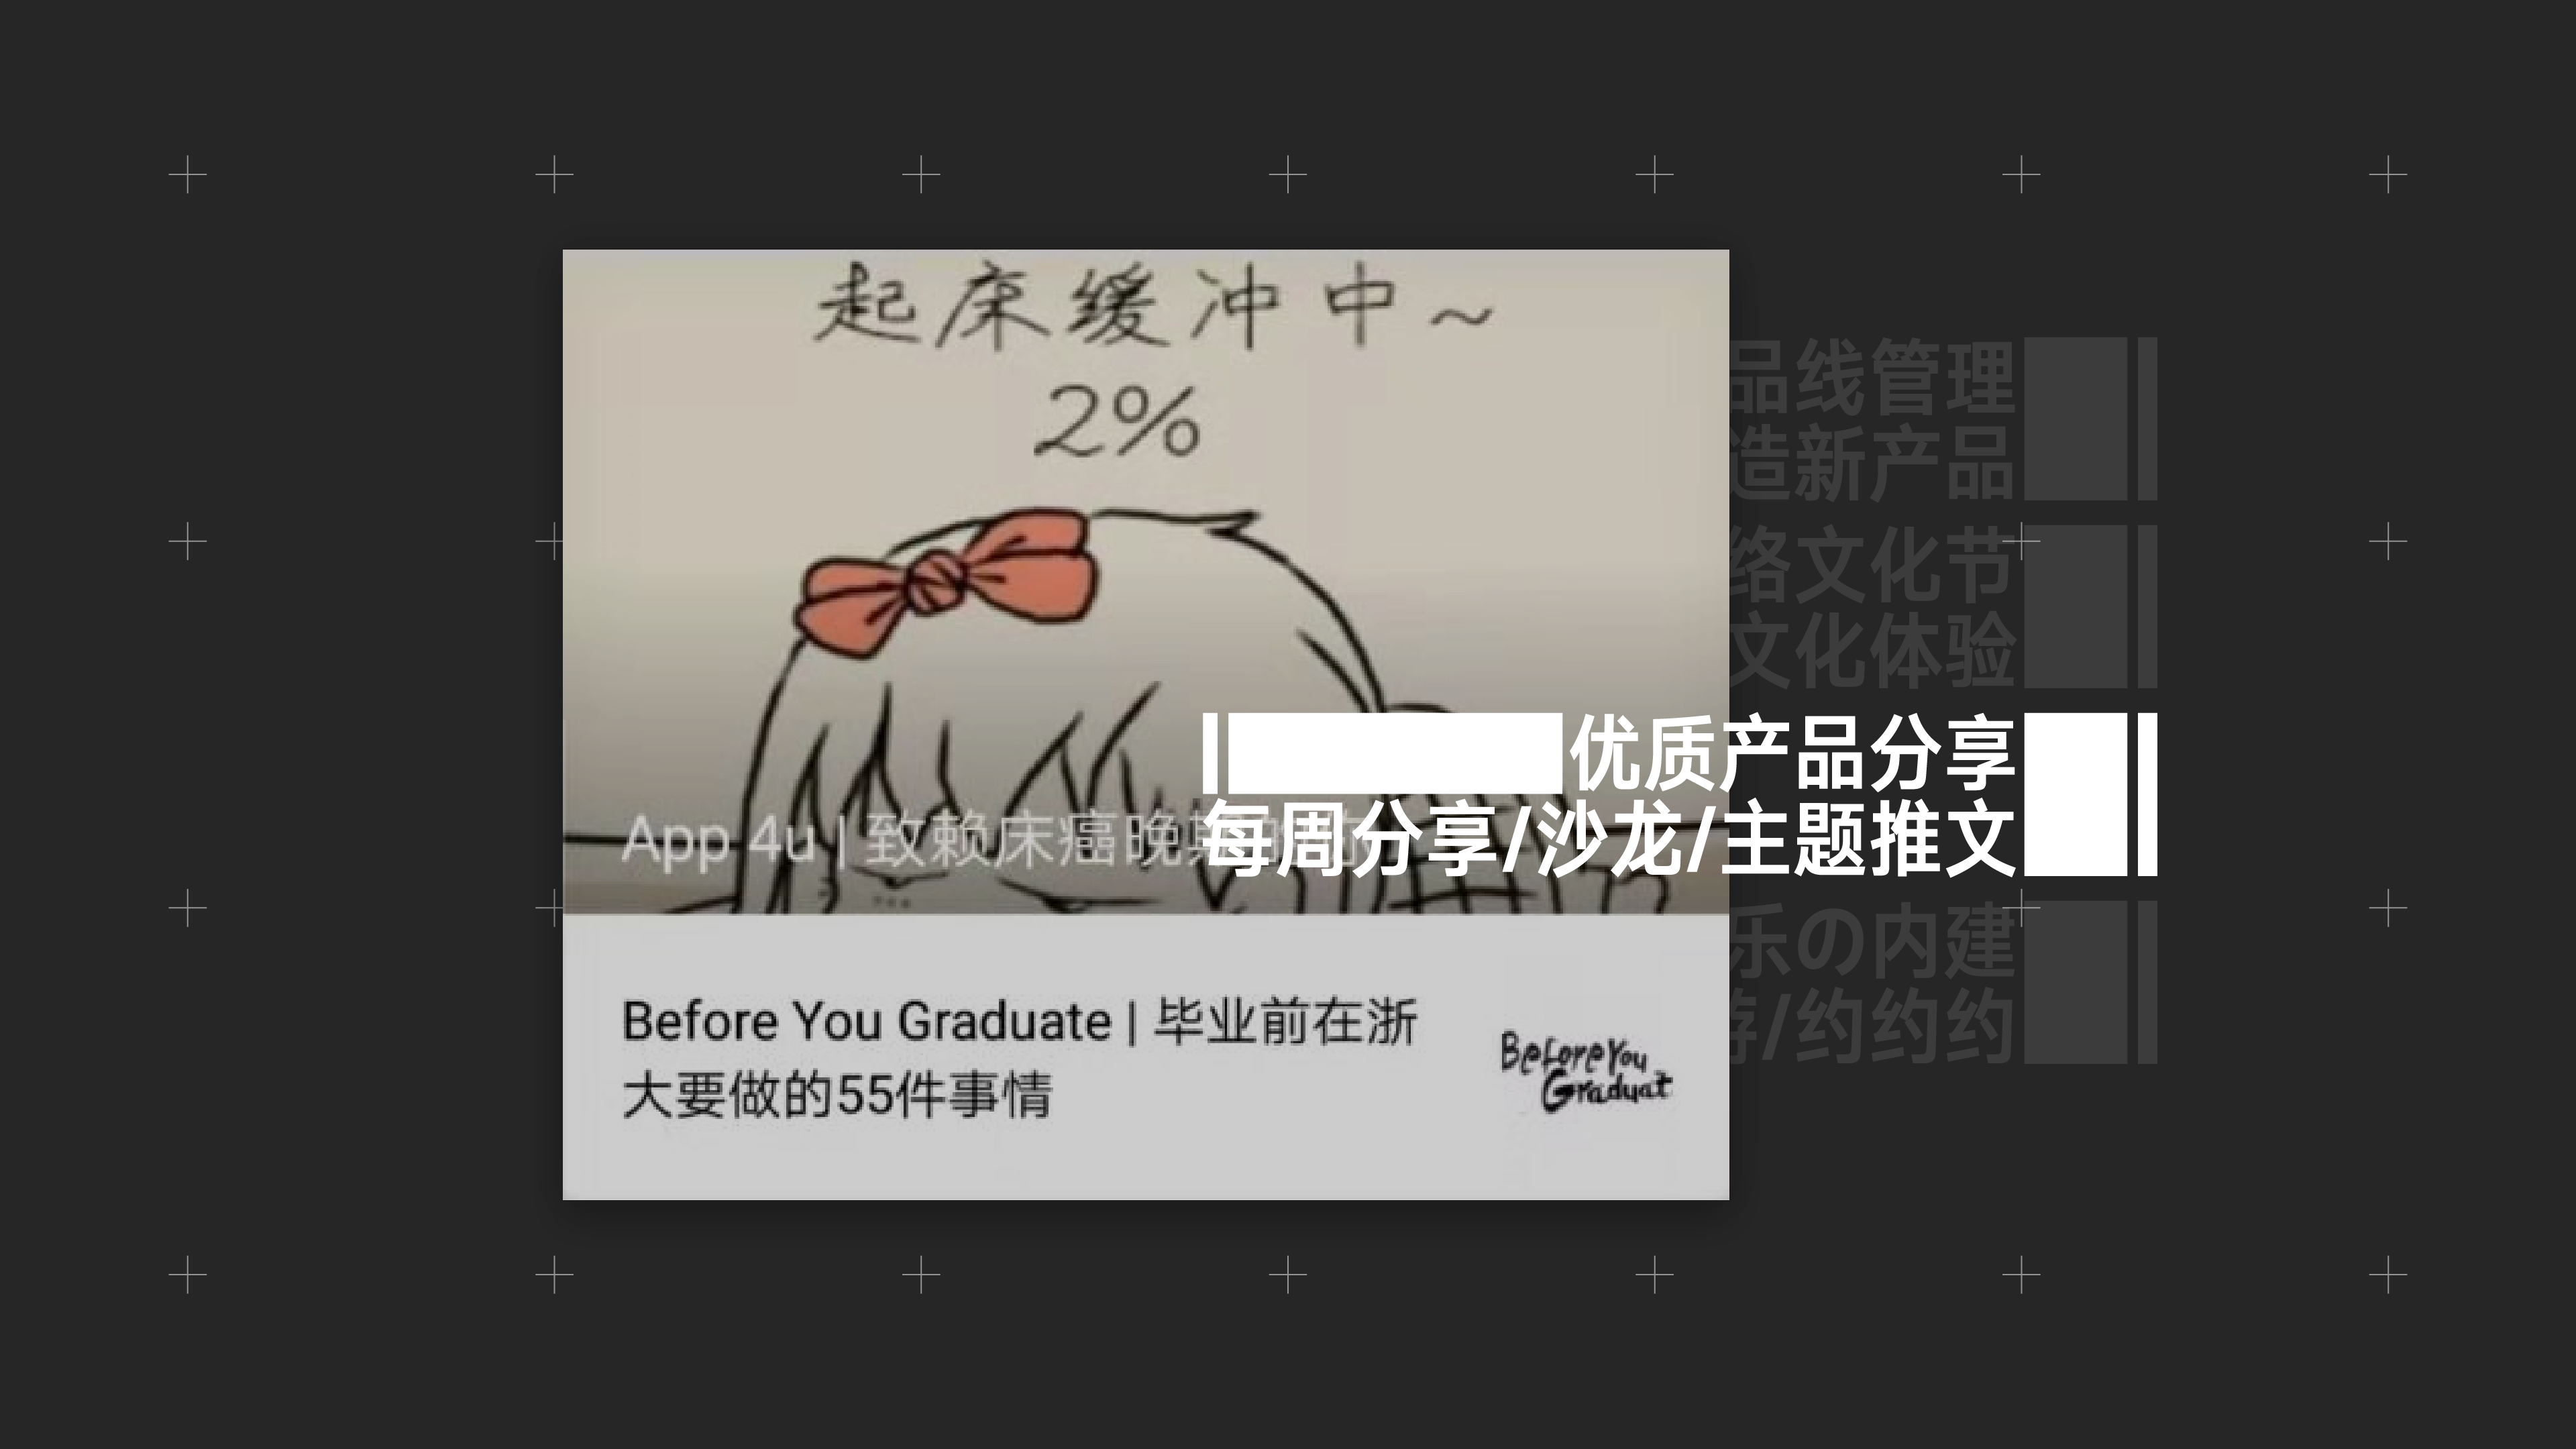 起床缓冲中~
2%
品线管理
造新产品
络文化节
文化体验
优质产品分享
每周分享/沙龙/主题推文
App 4u | 致赖床癌晚期
乐の内建
游/约约约
Before You Graduate | 毕业前在浙
大要做的55件事情
Before You
Graduat